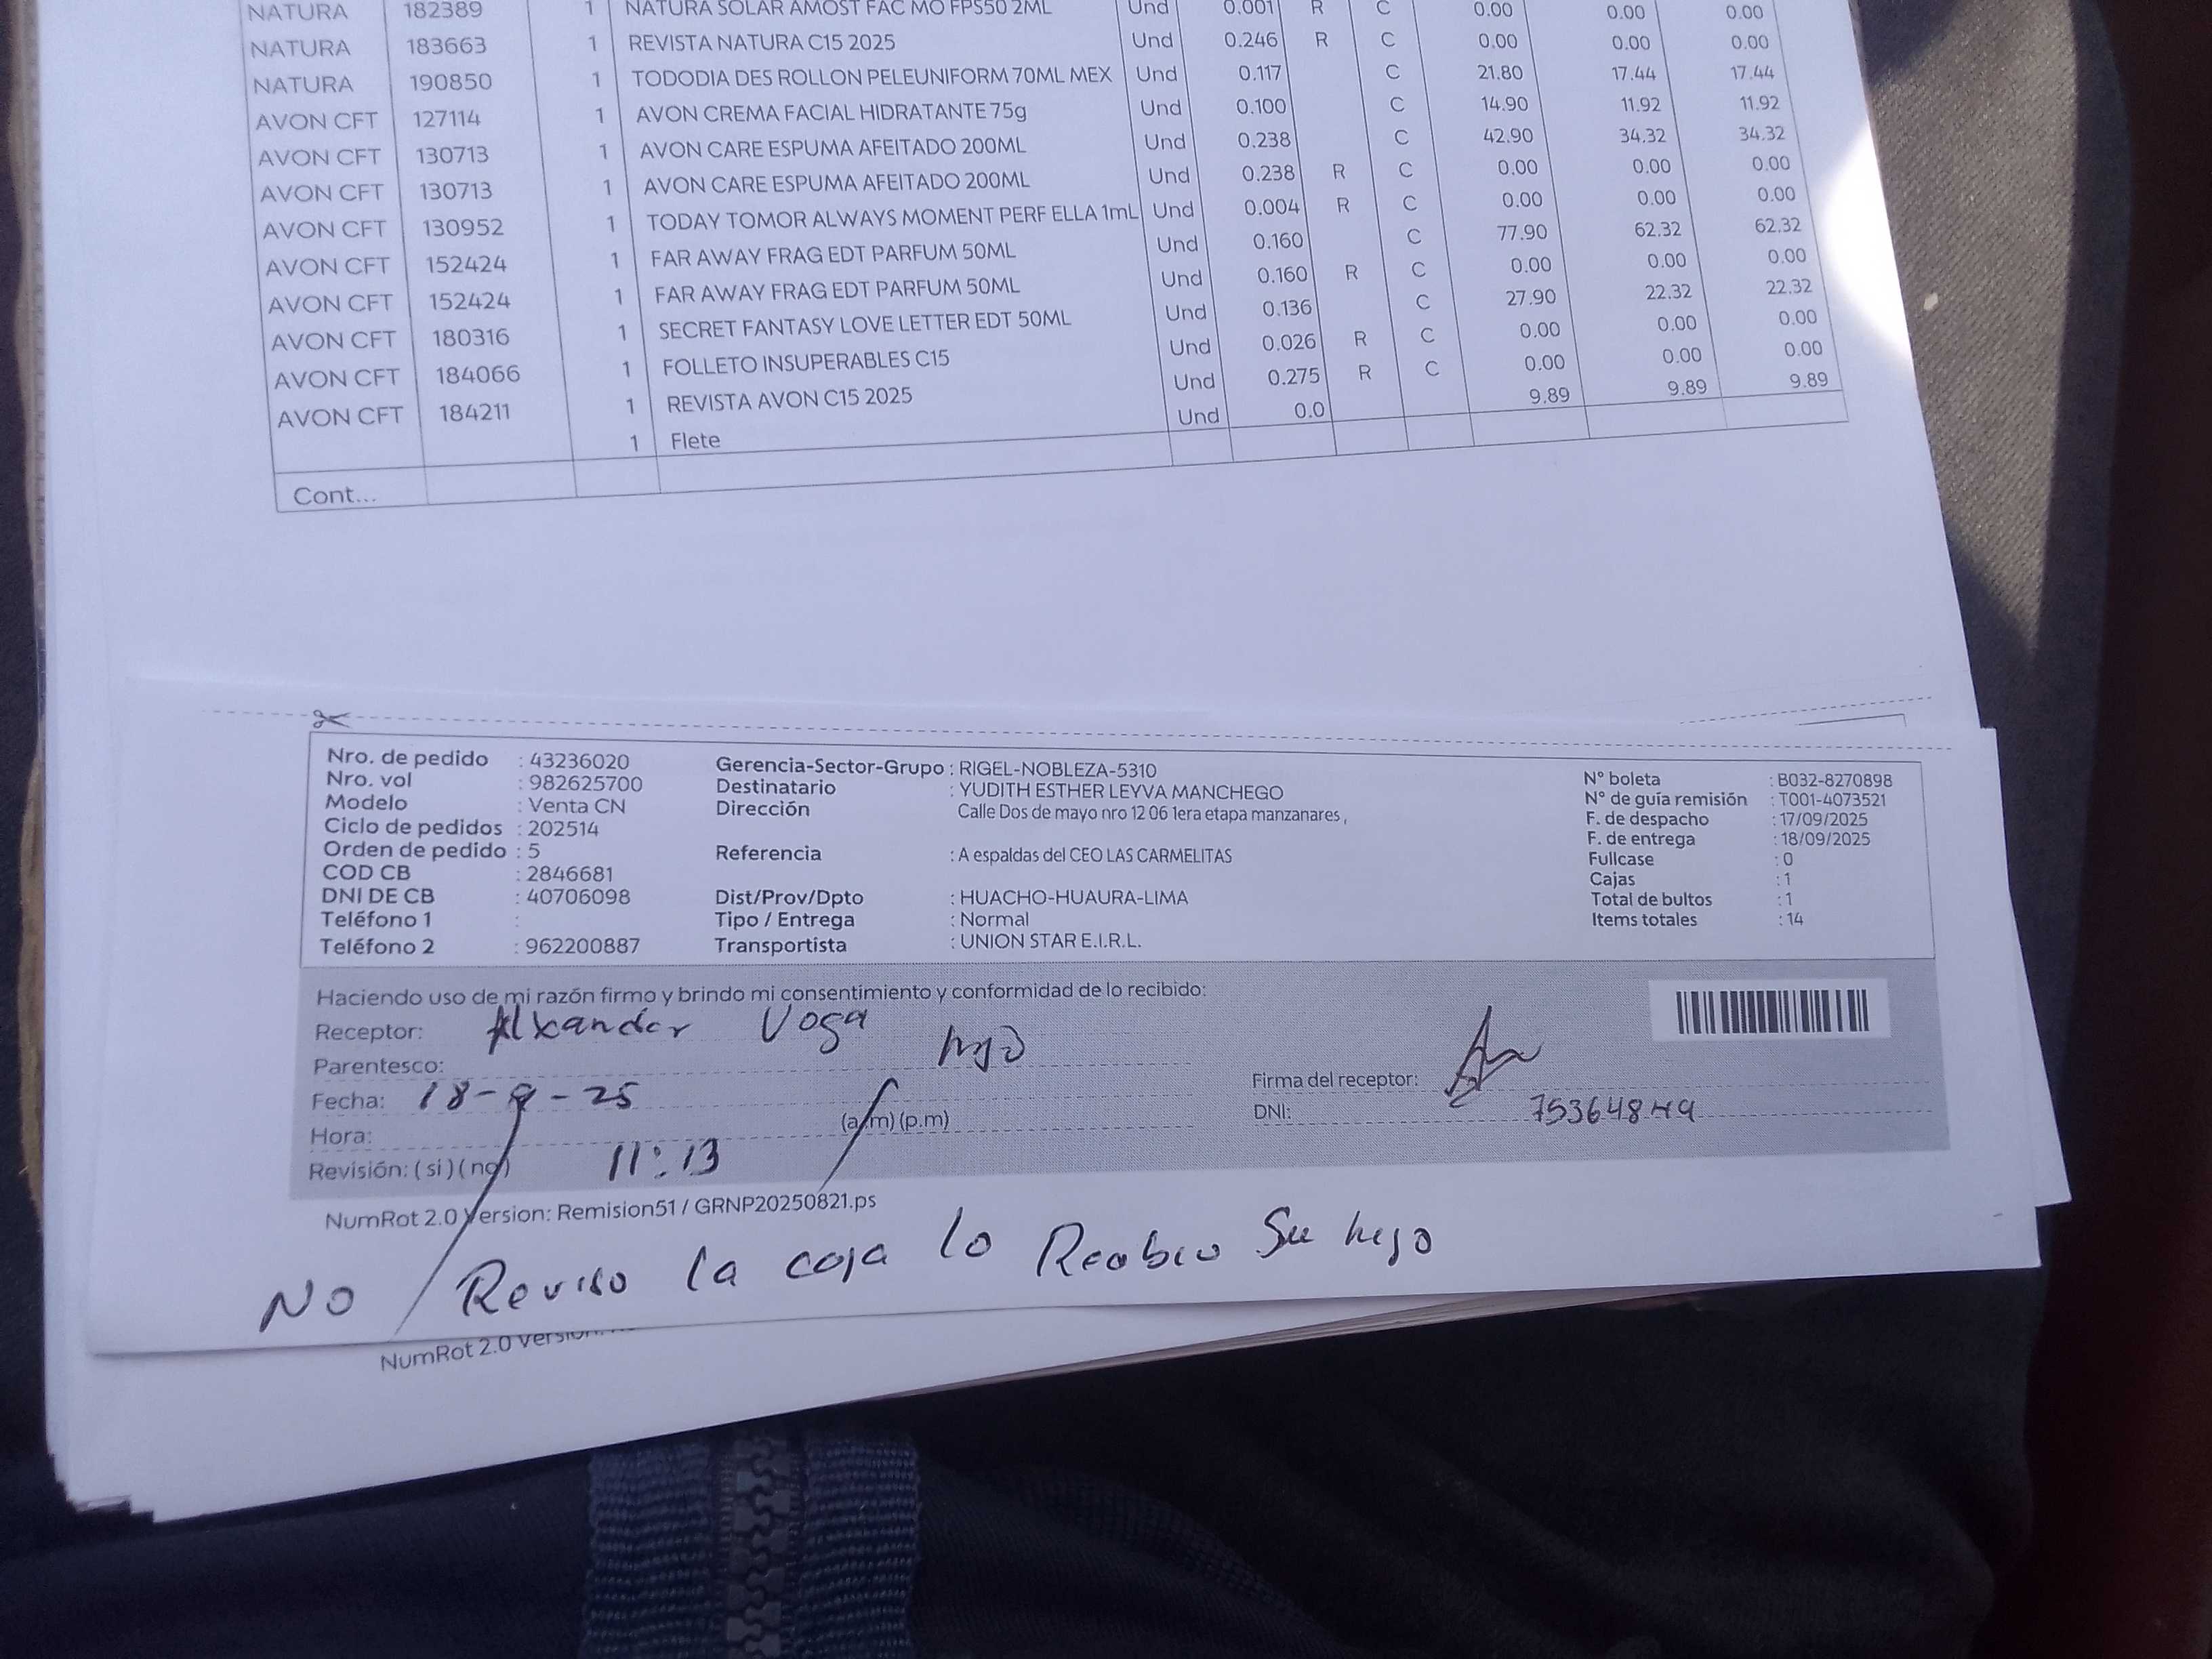 NATURA 182389 1 NATURA SOLAR AMOST FAC MO FPS50 2ML Und 0.001 R C 0.00 0.00 0.00
NATURA 183663 1 REVISTA NATURA C15 2025 Und 0.246 R C 0.00 0.00 0.00
NATURA 190850 1 TODODIA DES ROLLON PELEUNIFORM 70ML MEX Und 0.117 C 21.80 17.44 17.44
AVON CFT 127114 1 AVON CREMA FACIAL HIDRATANTE 75g Und 0.100 C 14.90 11.92 11.92
AVON CFT 130713 1 AVON CARE ESPUMA AFEITADO 200ML Und 0.238 C 42.90 34.32 34.32
AVON CFT 130713 1 AVON CARE ESPUMA AFEITADO 200ML Und 0.238 R C 0.00 0.00 0.00
AVON CFT 130952 1 TODAY TOMOR ALWAYS MOMENT PERF ELLA 1mL Und 0.004 R C 0.00 0.00 0.00
AVON CFT 152424 1 FAR AWAY FRAG EDT PARFUM 50ML Und 0.160 C 77.90 62.32 62.32
AVON CFT 152424 1 FAR AWAY FRAG EDT PARFUM 50ML Und 0.160 R C 0.00 0.00 0.00
AVON CFT 180316 1 SECRET FANTASY LOVE LETTER EDT 50ML Und 0.136 C 27.90 22.32 22.32
AVON CFT 184066 1 FOLLETO INSUPERABLES C15 Und 0.026 R C 0.00 0.00 0.00
AVON CFT 184211 1 REVISTA AVON C15 2025 Und 0.275 R C 0.00 0.00 0.00
1 Flete Und 0.0 9.89 9.89 9.89
Cont...
Nro. de pedido : 43236020 Gerencia-Sector-Grupo : RIGEL-NOBLEZA-5310 N° boleta : B032-8270898
Nro. vol : 982625700 Destinatario : YUDITH ESTHER LEYVA MANCHEGO N° de guía remisión : T001-4073521
Modelo : Venta CN Dirección Calle Dos de mayo nro 12 06 1era etapa manzanares , F. de despacho : 17/09/2025
Ciclo de pedidos : 202514 F. de entrega : 18/09/2025
Orden de pedido : 5 Referencia : A espaldas del CEO LAS CARMELITAS Fullcase : 0
COD CB : 2846681 Cajas : 1
DNI DE CB : 40706098 Dist/Prov/Dpto : HUACHO-HUAURA-LIMA Total de bultos : 1
Teléfono 1 : Tipo / Entrega : Normal Items totales : 14
Teléfono 2 : 962200887 Transportista : UNION STAR E.I.R.L.
Haciendo uso de mi razón firmo y brindo mi consentimiento y conformidad de lo recibido:
Receptor: Alxander
Parentesco: hijo
Fecha: 18-9-25 Firma del receptor:
Hora: 11:13 (a.m) (p.m) DNI:
Revisión: ( si ) ( no )
NumRot 2.0 Version: Remision51 / GRNP20250821.ps
NO Reviso la caja lo Recibio Su hijo
NumRot 2.0 Version: